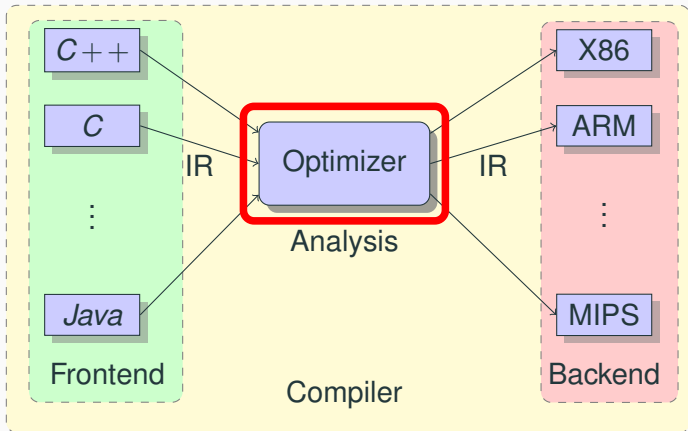 C++
C
⋮
Java
Frontend
IR
Optimizer
Analysis
IR
Compiler
X86
ARM
⋮
MIPS
Backend